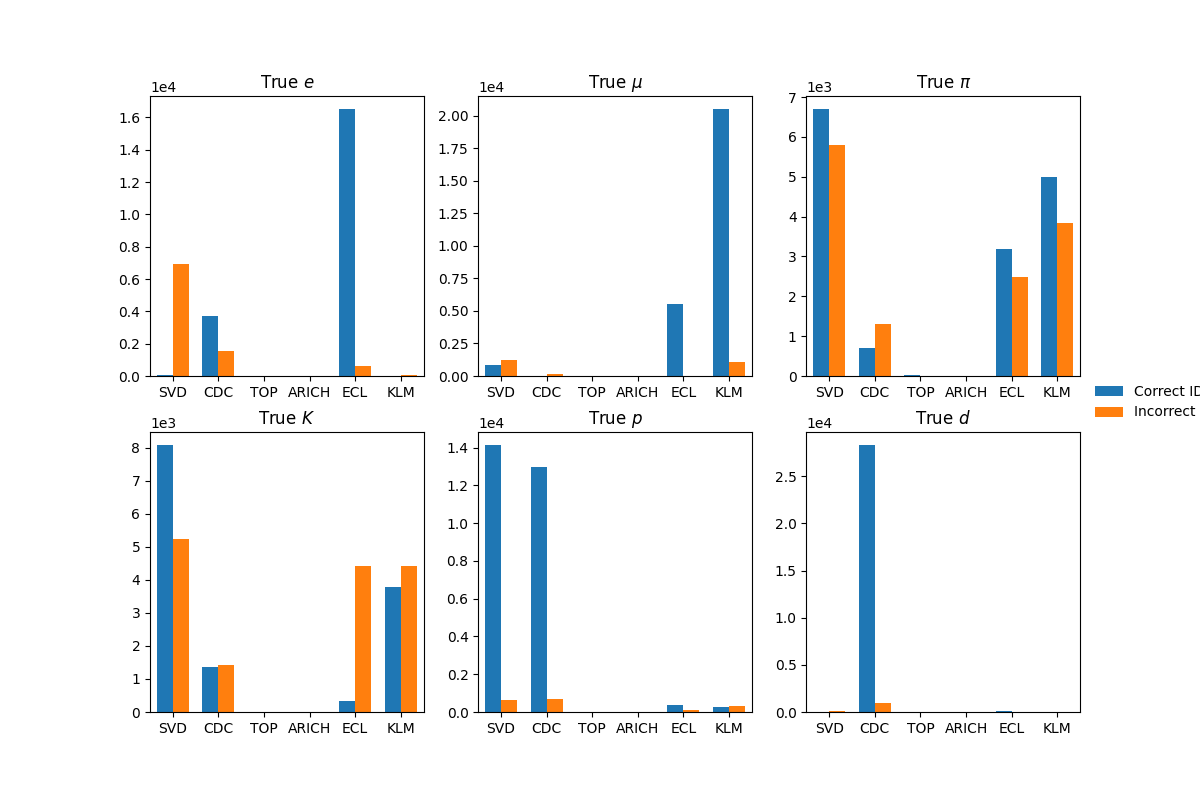 True e
1e4
1.6
1.4
1.2
1.0
0.8
0.6
0.4
0.2
0.0
SVD CDC TOP ARICH ECL KLM
True μ
1e4
2.00
1.75
1.50
1.25
1.00
0.75
0.50
0.25
0.00
SVD CDC TOP ARICH ECL KLM
True π
1e3
7
6
5
4
3
2
1
0
SVD CDC TOP ARICH ECL KLM
Correct ID
Incorrect
True K
1e3
8
7
6
5
4
3
2
1
0
SVD CDC TOP ARICH ECL KLM
True p
1e4
1.4
1.2
1.0
0.8
0.6
0.4
0.2
0.0
SVD CDC TOP ARICH ECL KLM
True d
1e4
2.5
2.0
1.5
1.0
0.5
0.0
SVD CDC TOP ARICH ECL KLM